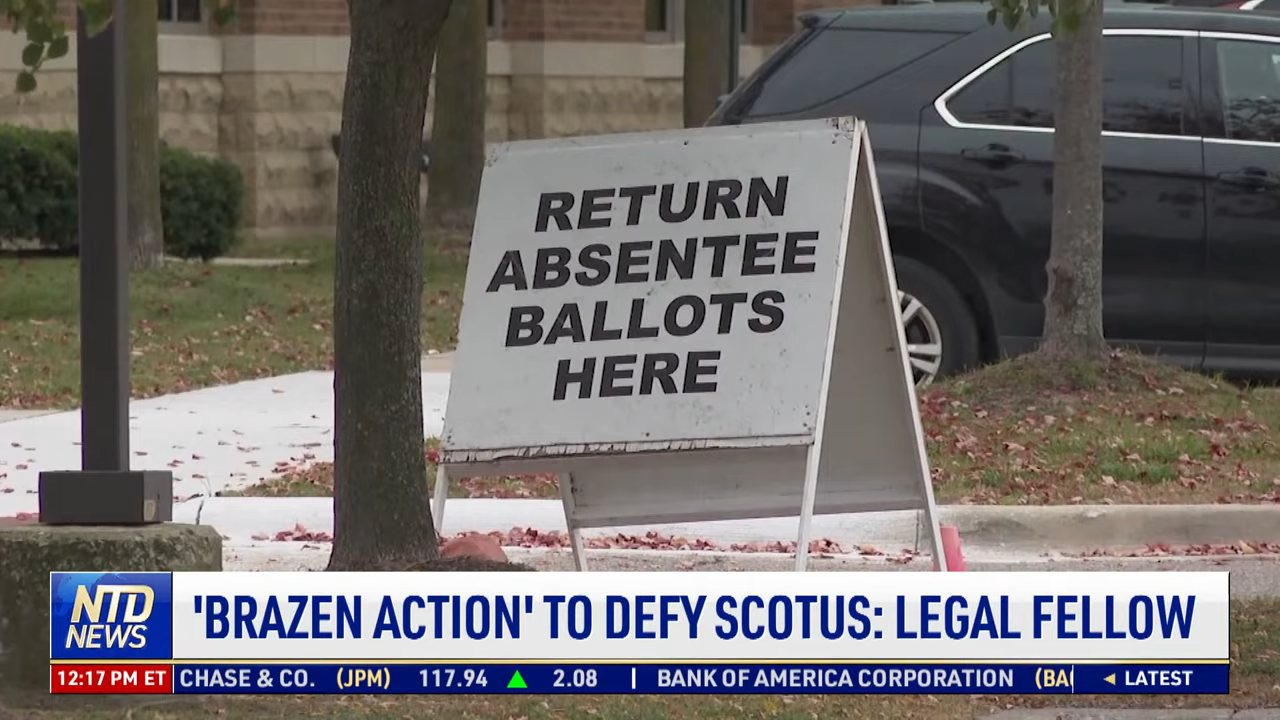 RETURN
ABSENTEE
BALLOTS
HERE
NTD
NEWS
'BRAZEN ACTION' TO DEFY SCOTUS: LEGAL FELLOW
12:17 PM ET CHASE & CO. (JPM) 117.94 ▲ 2.08 | BANK OF AMERICA CORPORATION (BA ◄ LATEST